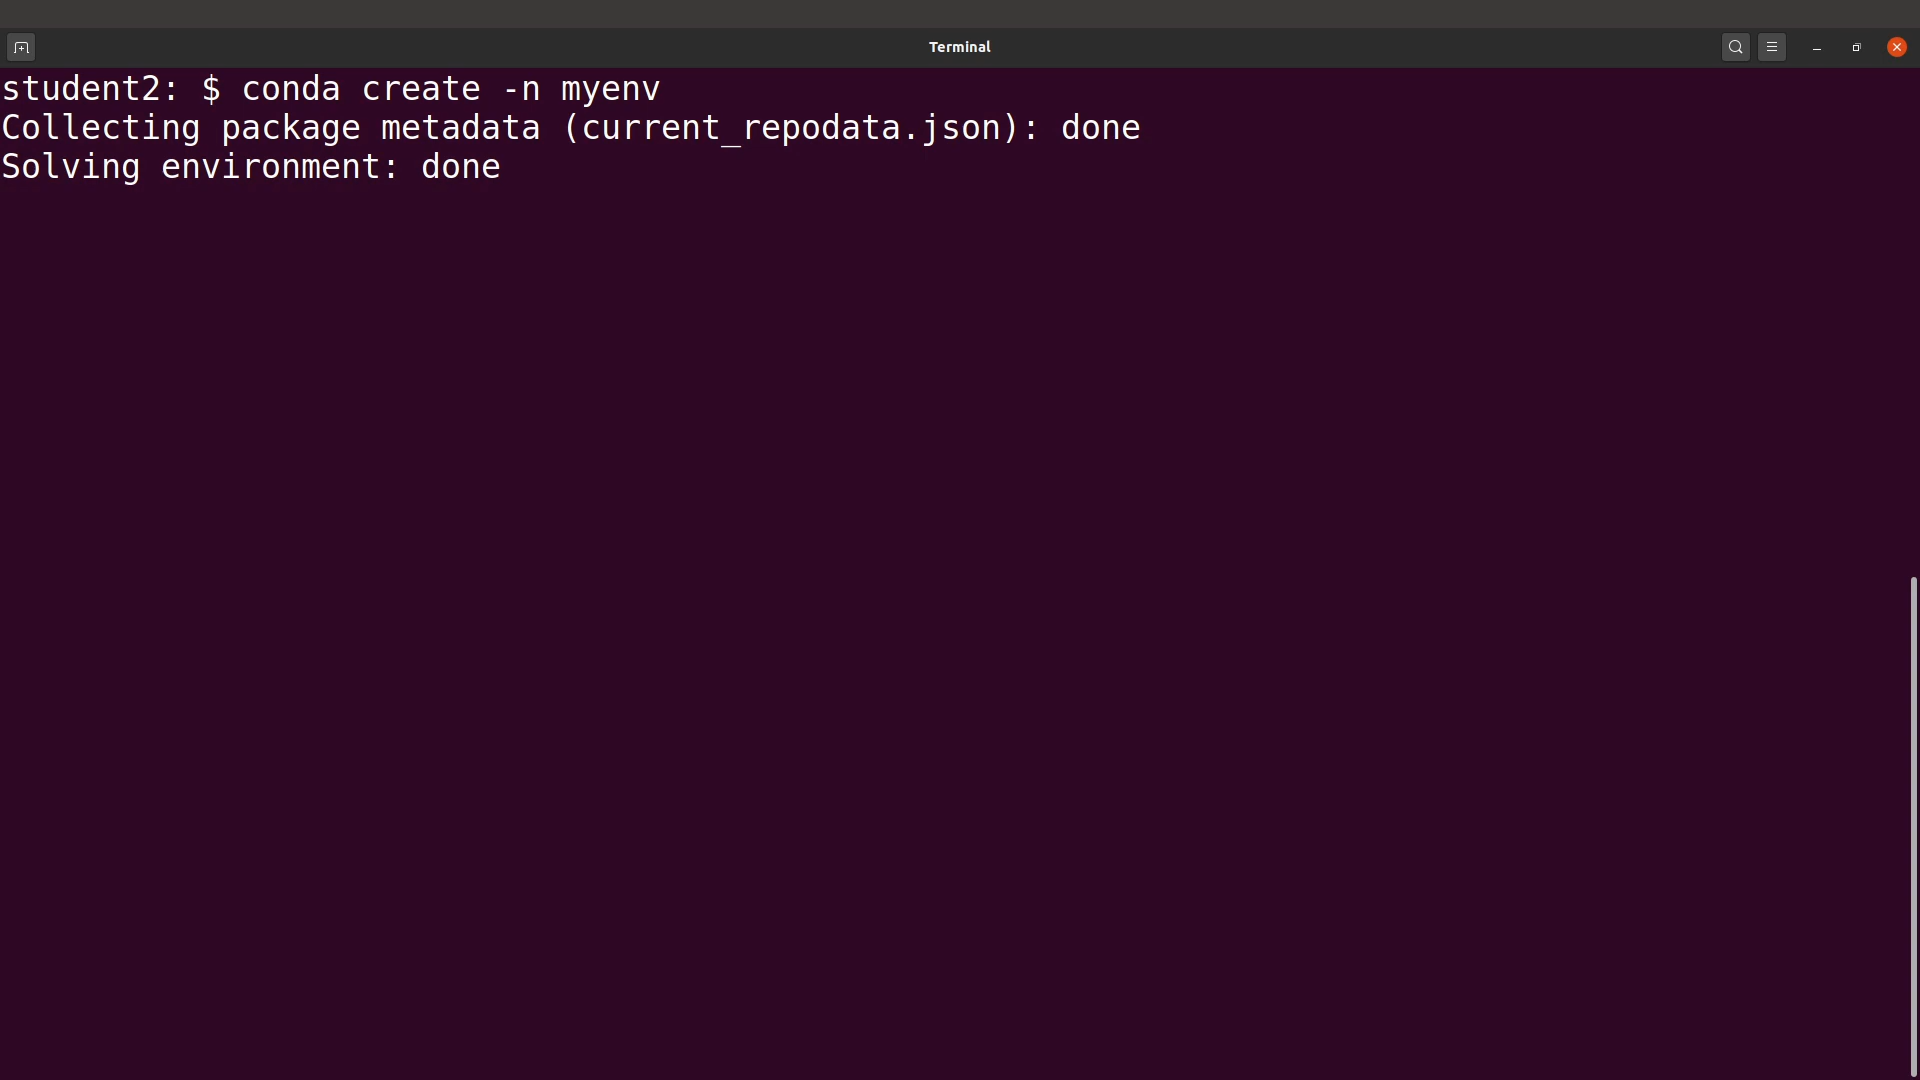 Terminal
student2: $ conda create -n myenv
Collecting package metadata (current_repodata.json): done
Solving environment: done